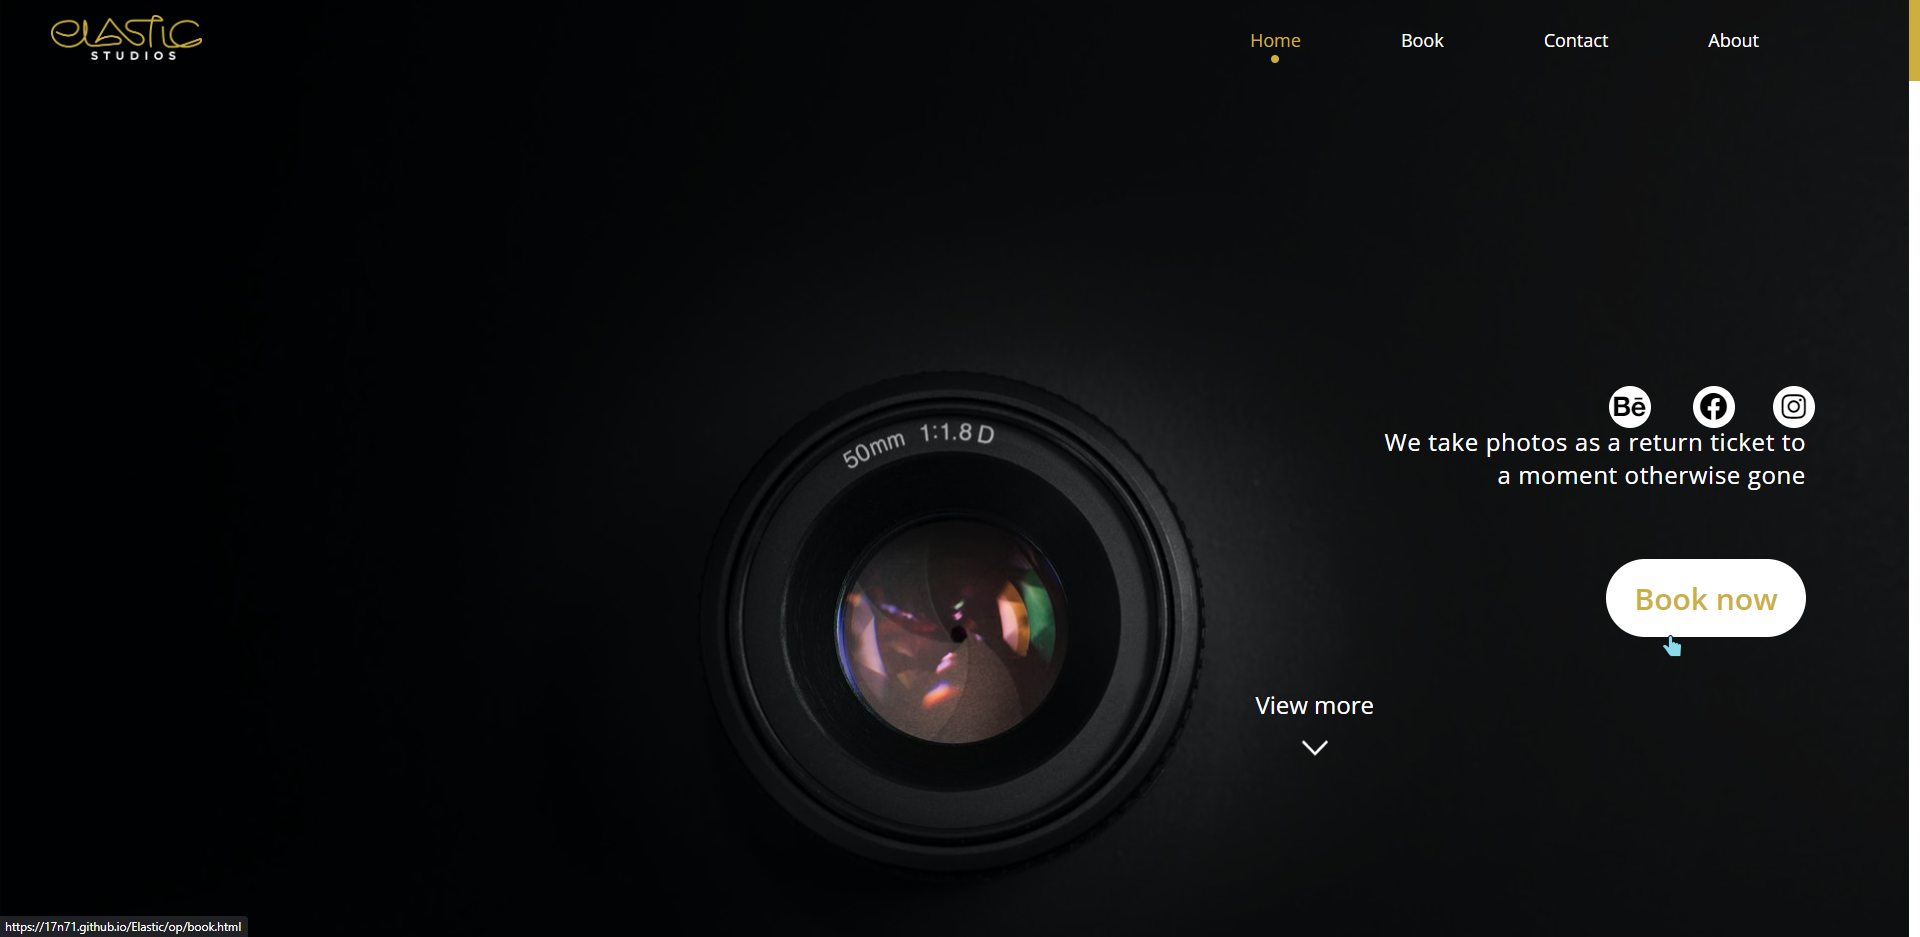 elastic
STUDIOS
Home
Book
Contact
About
Bē
We take photos as a return ticket to
a moment otherwise gone
50mm 1:1.8 D
Book now
View more
https://17n71.github.io/Elastic/op/book.html